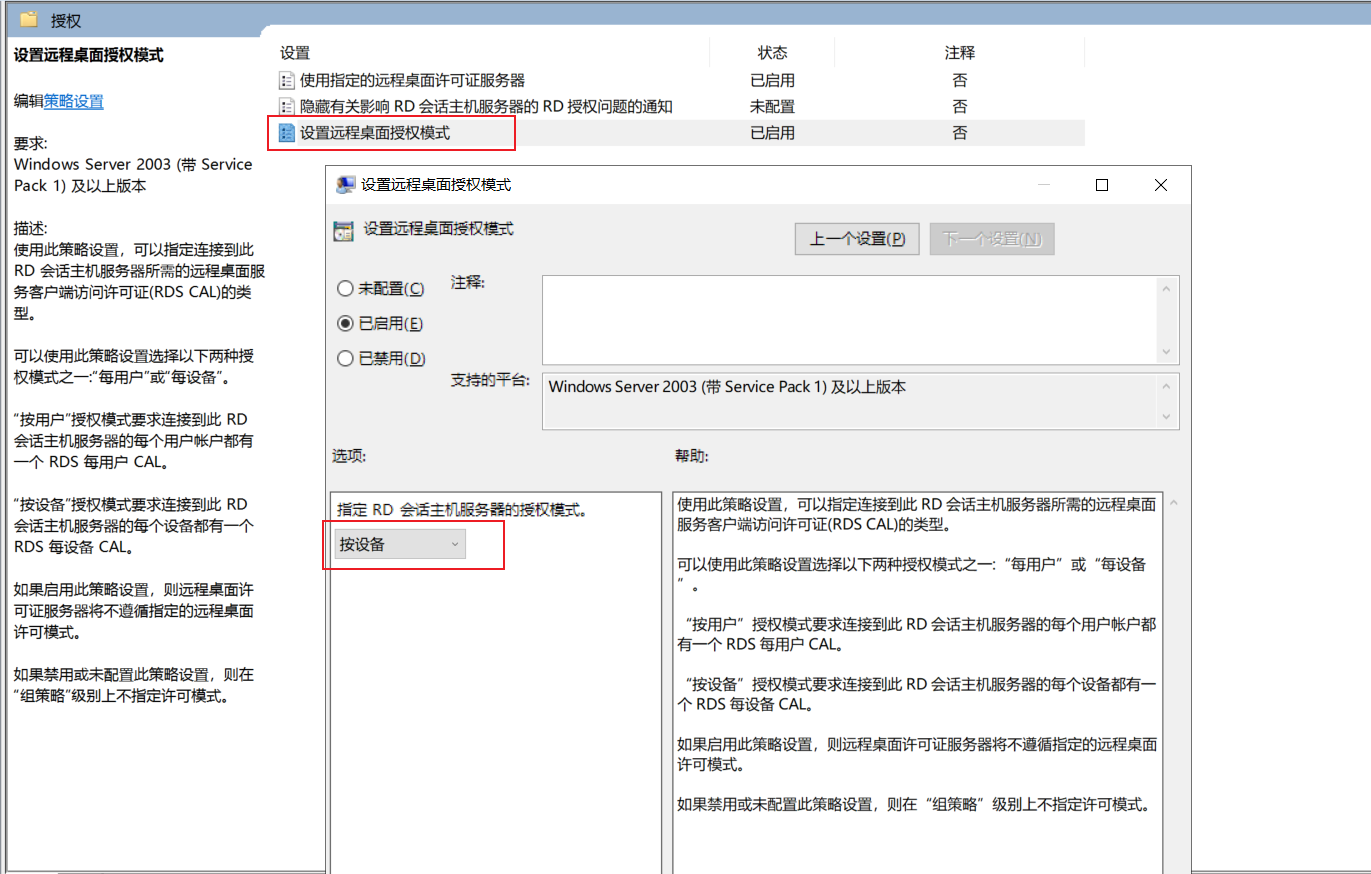 授权
设置远程桌面授权模式
编辑策略设置
要求:
Windows Server 2003 (带 Service
Pack 1) 及以上版本
描述:
使用此策略设置，可以指定连接到此
RD 会话主机服务器所需的远程桌面服
务客户端访问许可证(RDS CAL)的类
型。
可以使用此策略设置选择以下两种授
权模式之一:“每用户”或“每设备”。
“按用户”授权模式要求连接到此 RD
会话主机服务器的每个用户帐户都有
一个 RDS 每用户 CAL。
“按设备”授权模式要求连接到此 RD
会话主机服务器的每个设备都有一个
RDS 每设备 CAL。
如果启用此策略设置，则远程桌面许
可证服务器将不遵循指定的远程桌面
许可模式。
如果禁用或未配置此策略设置，则在
“组策略”级别上不指定许可模式。
设置 状态 注释
使用指定的远程桌面许可证服务器 已启用 否
隐藏有关影响 RD 会话主机服务器的 RD 授权问题的通知 未配置 否
设置远程桌面授权模式 已启用 否
设置远程桌面授权模式
设置远程桌面授权模式
上一个设置(P) 下一个设置(N)
未配置(C) 注释:
已启用(E)
已禁用(D)
支持的平台: Windows Server 2003 (带 Service Pack 1) 及以上版本
选项: 帮助:
指定 RD 会话主机服务器的授权模式。
按设备
使用此策略设置，可以指定连接到此 RD 会话主机服务器所需的远程桌面
服务客户端访问许可证(RDS CAL)的类型。
可以使用此策略设置选择以下两种授权模式之一:“每用户”或“每设备
”。
“按用户”授权模式要求连接到此 RD 会话主机服务器的每个用户帐户都
有一个 RDS 每用户 CAL。
“按设备”授权模式要求连接到此 RD 会话主机服务器的每个设备都有一
个 RDS 每设备 CAL。
如果启用此策略设置，则远程桌面许可证服务器将不遵循指定的远程桌面
许可模式。
如果禁用或未配置此策略设置，则在“组策略”级别上不指定许可模式。